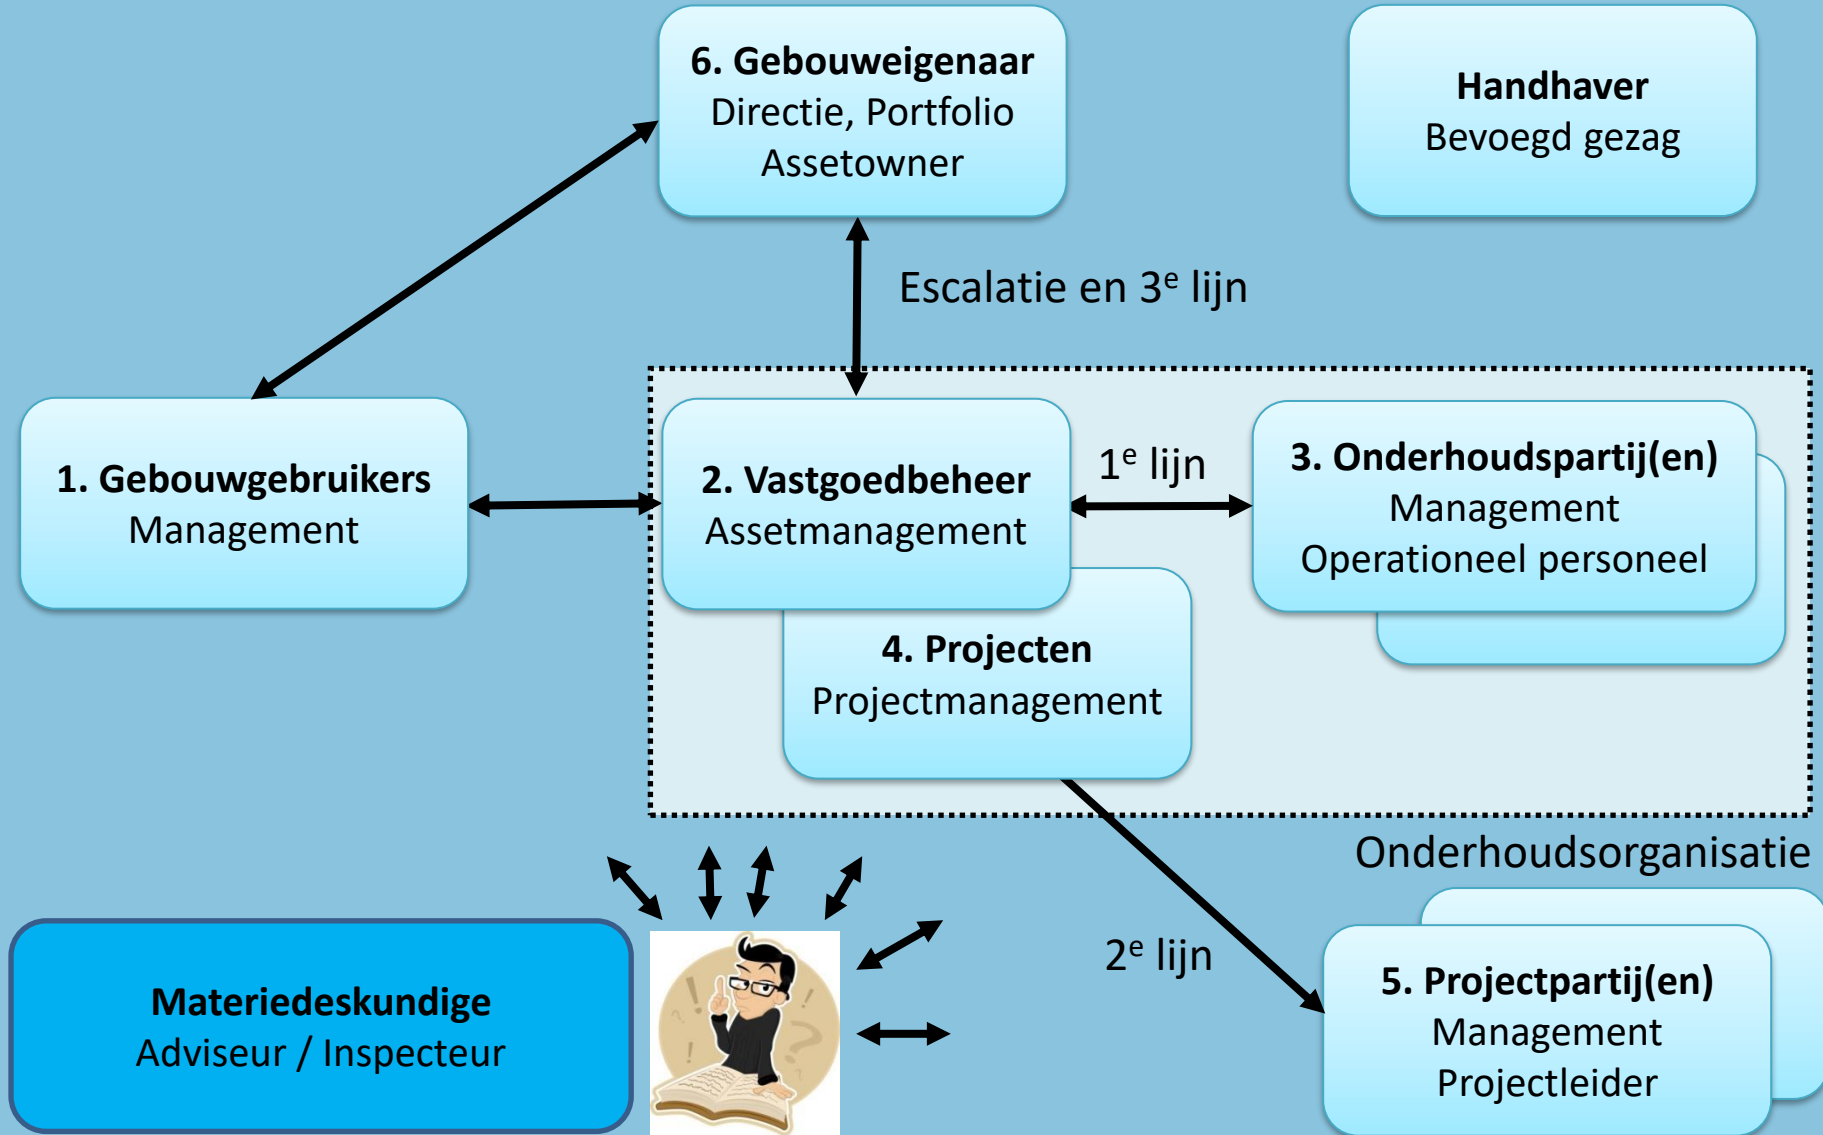 6. Gebouweigenaar
Directie, Portfolio
Assetowner
Handhaver
Bevoegd gezag
Escalatie en 3e lijn
1. Gebouwgebruikers
Management
2. Vastgoedbeheer
Assetmanagement
1e lijn
3. Onderhoudspartij(en)
Management
Operationeel personeel
4. Projecten
Projectmanagement
Onderhoudsorganisatie
2e lijn
Materiedeskundige
Adviseur / Inspecteur
5. Projectpartij(en)
Management
Projectleider